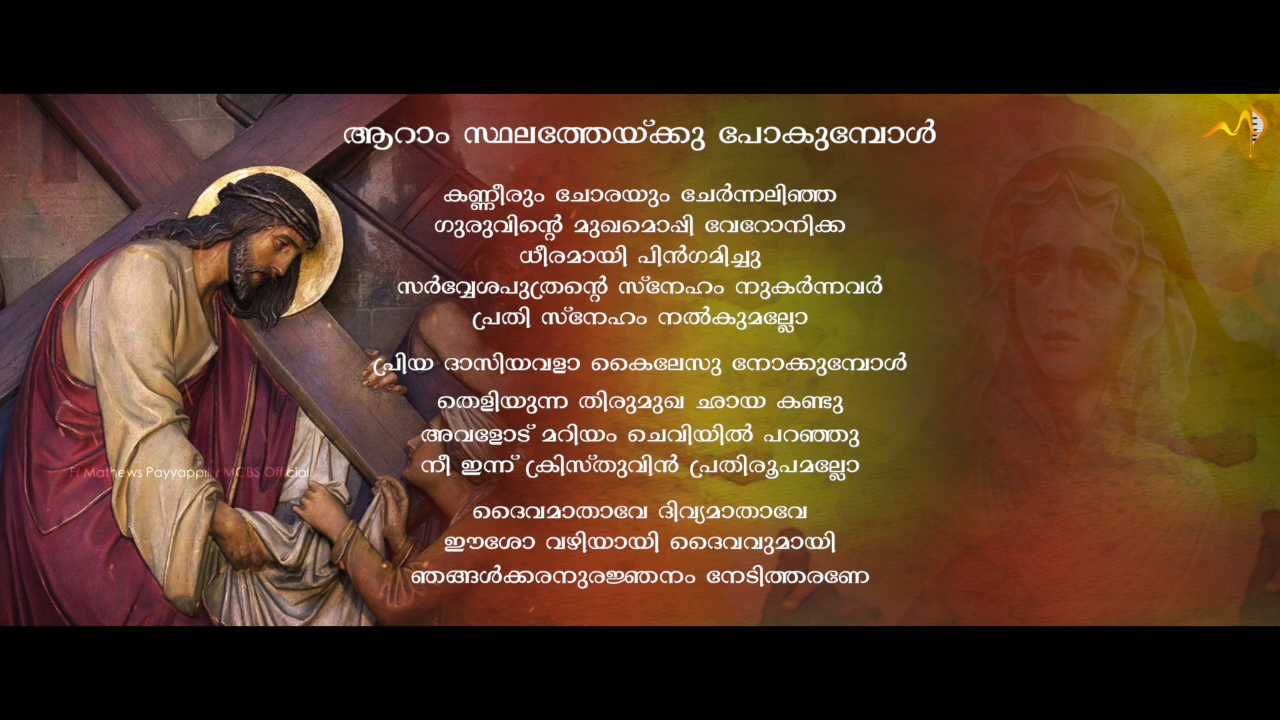 ആറാം സ്ഥലത്തേയ്ക്കു പോകുമ്പോൾ
കണ്ണീരും ചോരയും ചേർന്നലിഞ്ഞ
ഗുരുവിന്റെ മുഖമൊപ്പി വേറോനിക്ക
ധീരമായി പിൻഗമിച്ചു
സർവ്വേശപുത്രന്റെ സ്നേഹം നുകർന്നവർ
പ്രതി സ്നേഹം നൽകുമല്ലോ
പ്രിയ ദാസിയവളാ കൈലേസു നോക്കുമ്പോൾ
തെളിയുന്ന തിരുമുഖ ഛായ കണ്ടു
അവളോട് മറിയം ചെവിയിൽ പറഞ്ഞു
നീ ഇന്ന് ക്രിസ്തുവിൻ പ്രതിരൂപമല്ലോ
Fr Mathews Payyappilly MCBS Official
ദൈവമാതാവേ ദിവ്യമാതാവേ
ഈശോ വഴിയായി ദൈവവുമായി
ഞങ്ങൾക്കരനുരഞ്ജനം നേടിത്തരണേ